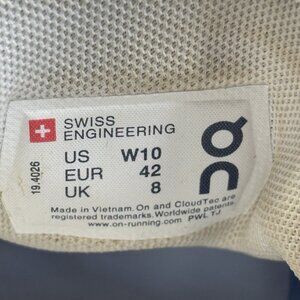 SWISS
ENGINEERING
US W10
EUR 42
UK 8
19.4026
Made in Vietnam. On and CloudTec are
registered trademarks. Worldwide patents.
www.on-running.com PWL TJ